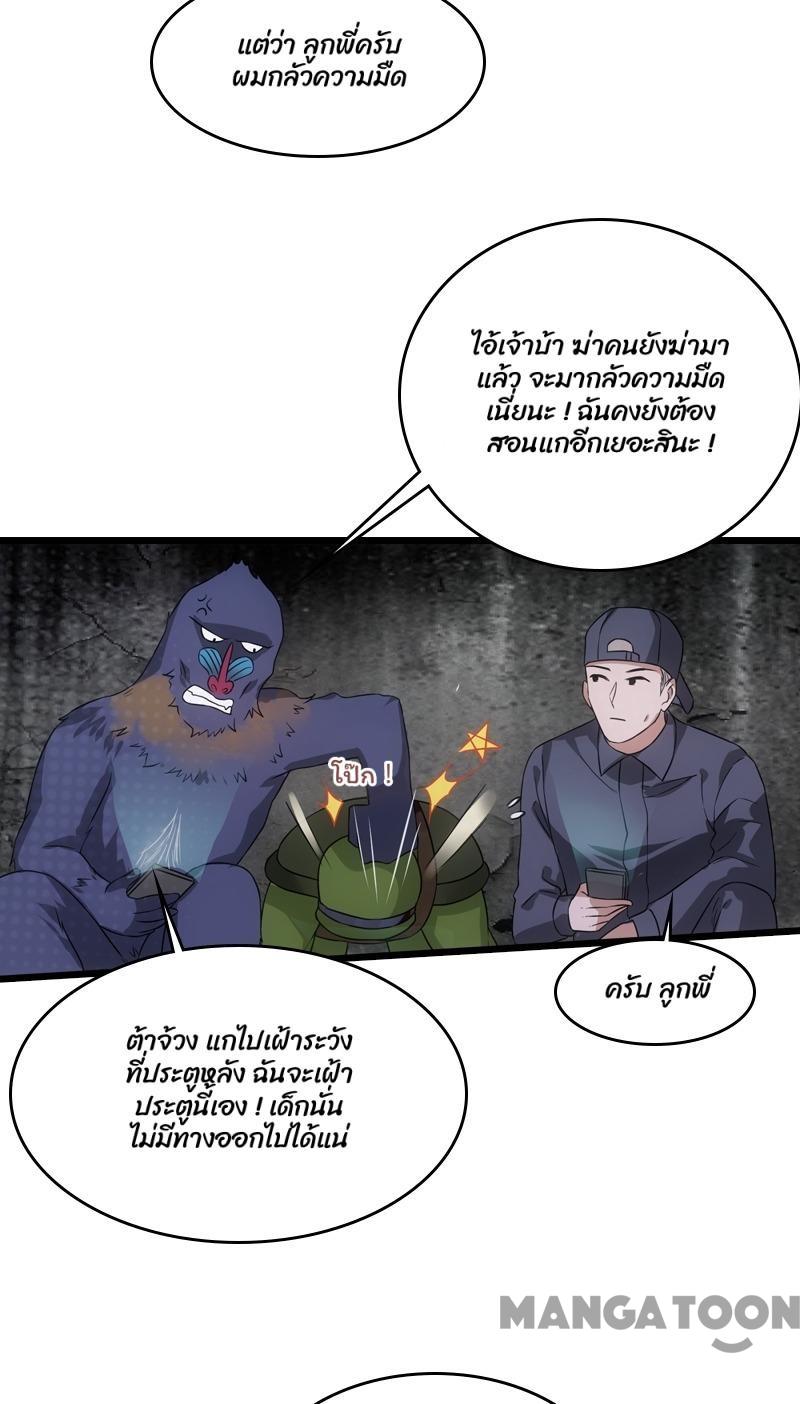 แต่ว่า ลูกพี่ครับ
ผมกลัวความมืด
ไอ้เจ้าบ้า ฆ่าคนยังฆ่ามา
แล้ว จะมากลัวความมืด
เนี่ยนะ ! ฉันคงยังต้อง
สอนแกอีกเยอะสินะ !
โป๊ก !
ครับ ลูกพี่
ต้าจ้วง แกไปเฝ้าระวัง
ที่ประตูหลัง ฉันจะเฝ้า
ประตูนี้เอง ! เด็กนั่น
ไม่มีทางออกไปได้แน่
MANGATOON